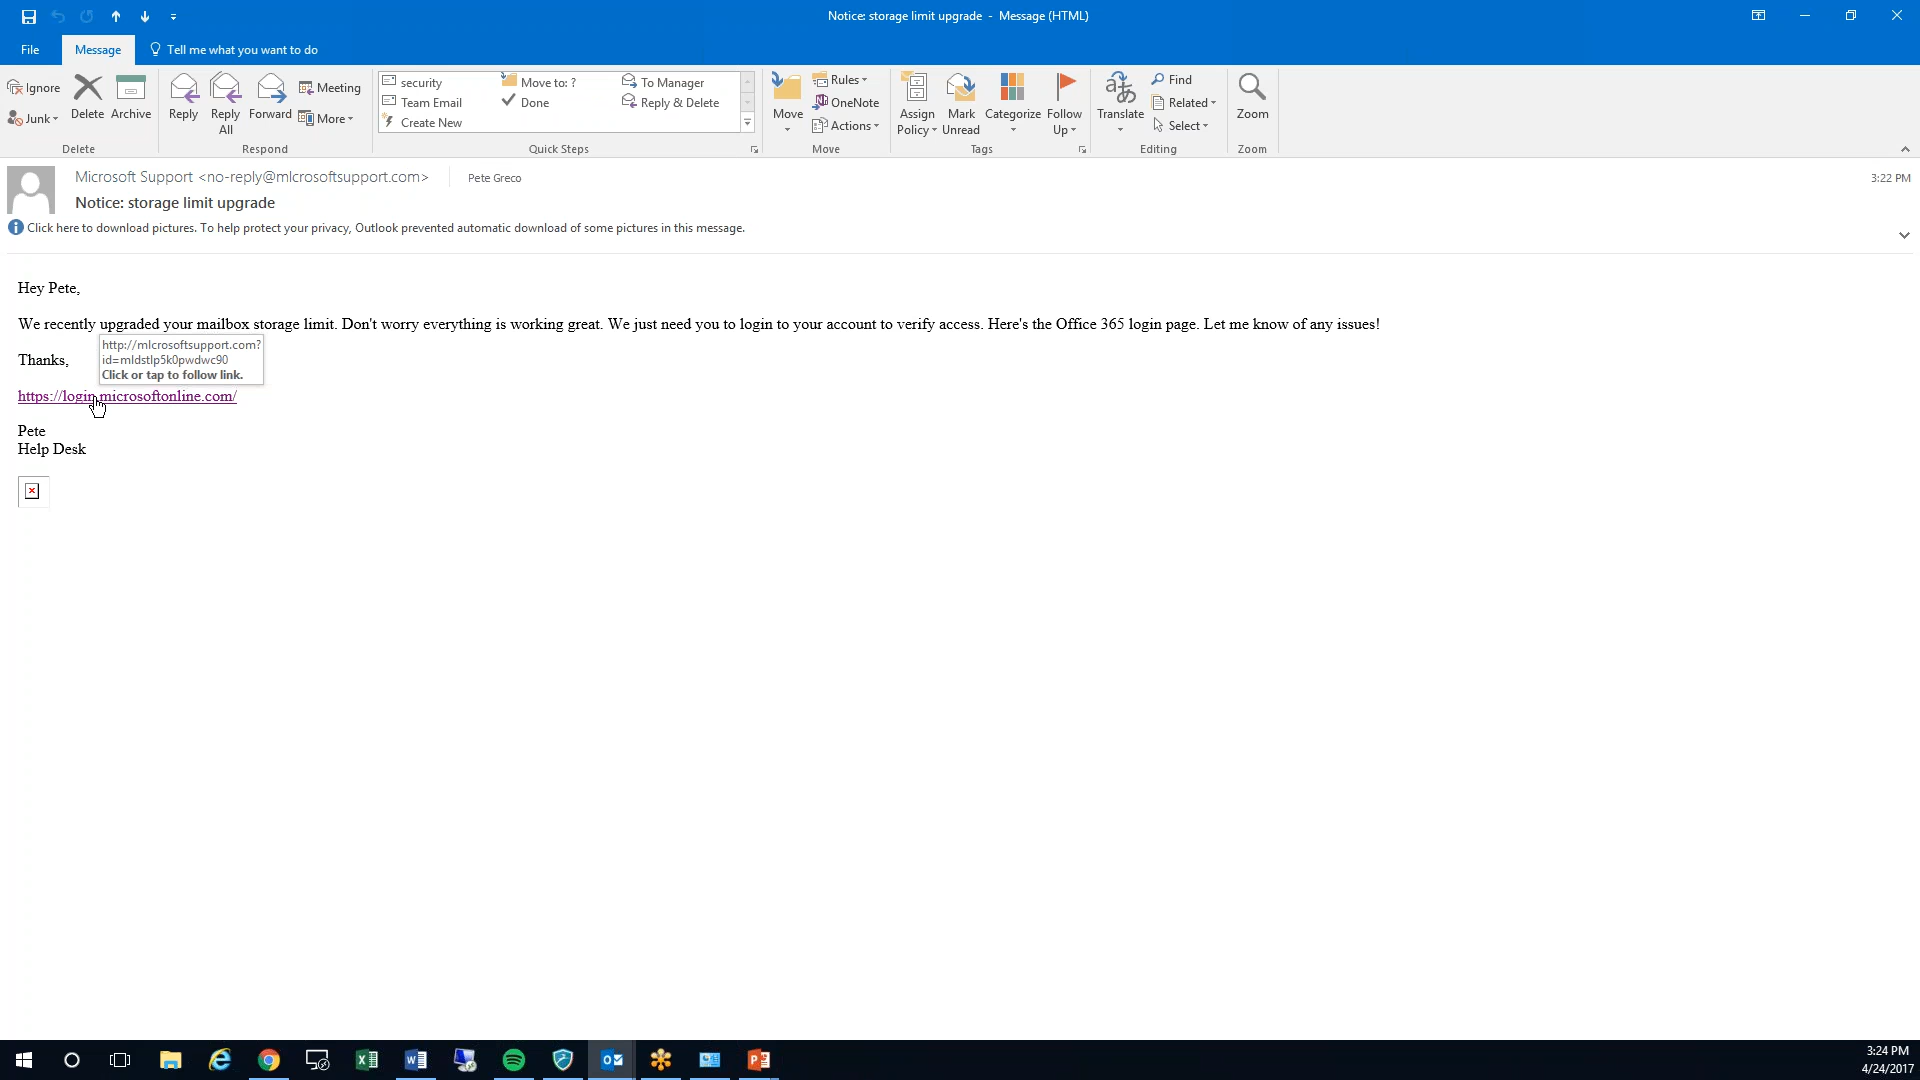 Notice: storage limit upgrade - Message (HTML)
File Message Tell me what you want to do
Ignore
Junk
Delete
Archive
Delete
Reply
Reply All
Forward
Meeting
More
Respond
security
Team Email
Create New
Move to: ?
Done
To Manager
Reply & Delete
Quick Steps
Move
Rules
OneNote
Actions
Move
Assign Policy
Mark Unread
Categorize
Follow Up
Tags
Translate
Find
Related
Select
Editing
Zoom
Zoom
Microsoft Support <no-reply@mlcrosoftsupport.com> Pete Greco 3:22 PM
Notice: storage limit upgrade
Click here to download pictures. To help protect your privacy, Outlook prevented automatic download of some pictures in this message.
Hey Pete,
We recently upgraded your mailbox storage limit. Don't worry everything is working great. We just need you to login to your account to verify access. Here's the Office 365 login page. Let me know of any issues!
http://mlcrosoftsupport.com?
id=mldstlp5k0pwdwc90
Click or tap to follow link.
Thanks,
https://login.microsoftonline.com/
Pete
Help Desk
3:24 PM
4/24/2017